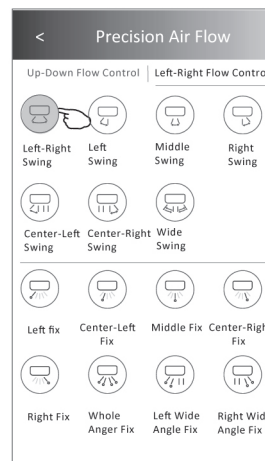 < Precision Air Flow
Up-Down Flow Control | Left-Right Flow Contro
Left-Right Left Middle Right
Swing Swing Swing Swing
Center-Left Center-Right Wide
Swing Swing Swing
Left fix Center-Left Middle Fix Center-Righ
Fix Fix
Right Fix Whole Left Wide Right Wid
Anger Fix Angle Fix Angle Fix